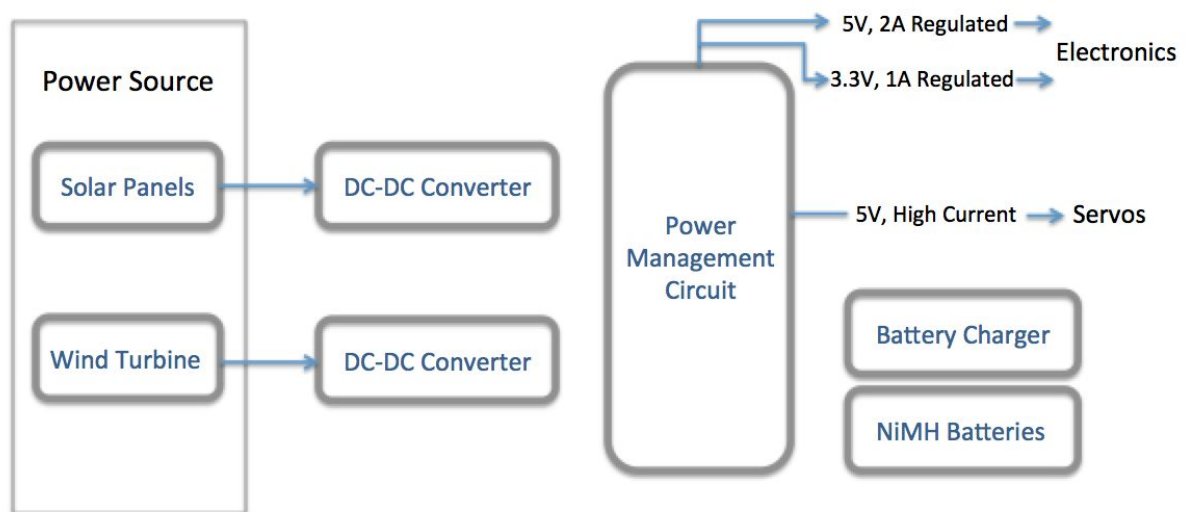 Power Source
Solar Panels
DC-DC Converter
Wind Turbine
DC-DC Converter
Power
Management
Circuit
5V, 2A Regulated
3.3V, 1A Regulated
Electronics
5V, High Current
Servos
Battery Charger
NiMH Batteries